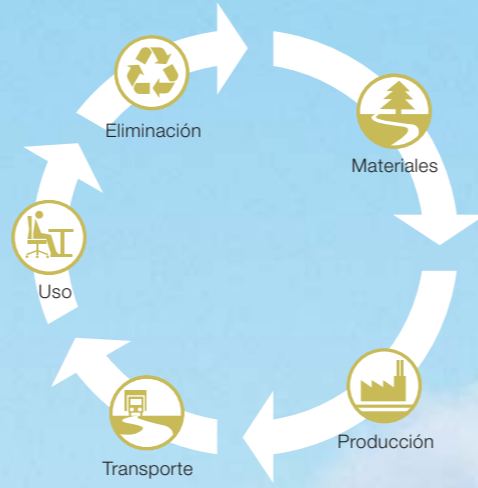 Eliminación
Materiales
Uso
Producción
Transporte